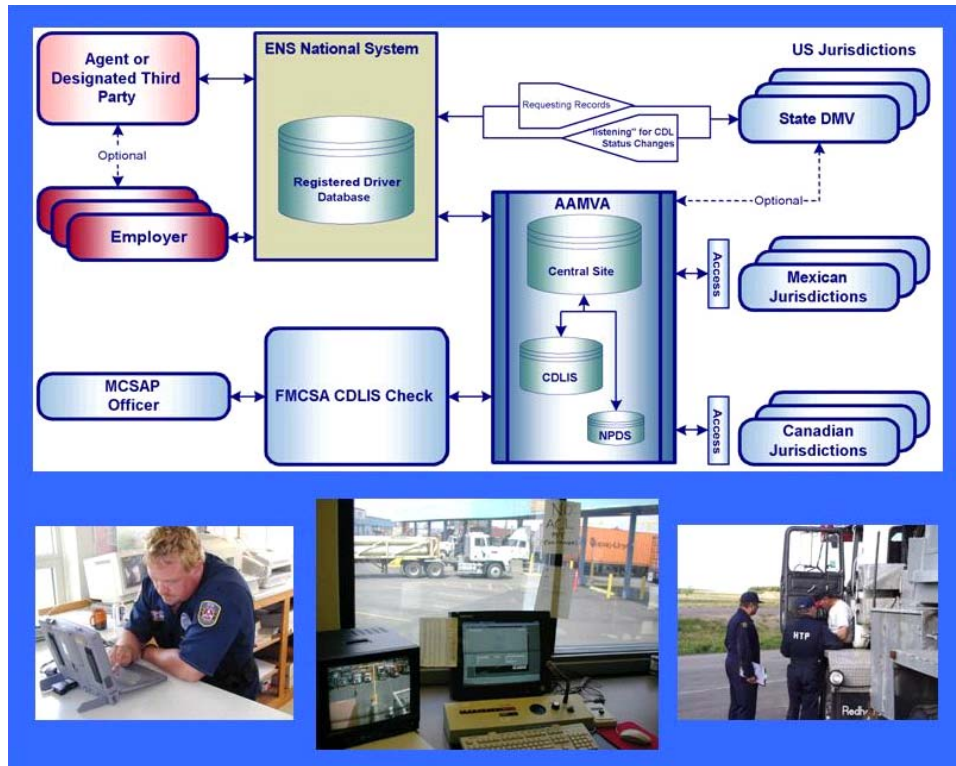 Agent or
Designated Third
Party
ENS National System
US Jurisdictions
Requesting Records
State DMV
"listening" for CDL
Status Changes
Optional
Registered Driver
Database
AAMVA
Optional
Employer
Central Site
Access
Mexican
Jurisdictions
CDLIS
MCSAP
Officer
FMCSA CDLIS Check
NPDS
Access
Canadian
Jurisdictions
NO
HTP